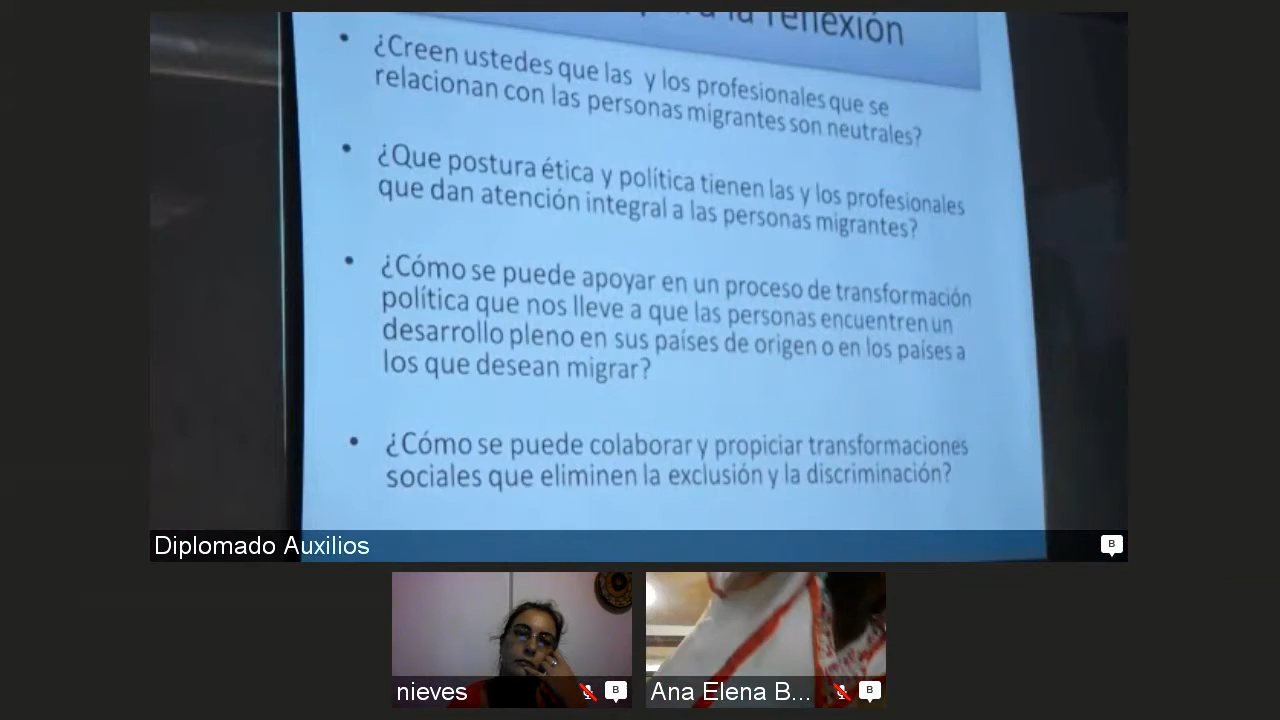 para la reflexión
• ¿Creen ustedes que las y los profesionales que se
relacionan con las personas migrantes son neutrales?
• ¿Que postura ética y política tienen las y los profesionales
que dan atención integral a las personas migrantes?
• ¿Cómo se puede apoyar en un proceso de transformación
política que nos lleve a que las personas encuentren un
desarrollo pleno en sus países de origen o en los países a
los que desean migrar?
• ¿Cómo se puede colaborar y propiciar transformaciones
sociales que eliminen la exclusión y la discriminación?
Diplomado Auxilios
B
nieves
B
Ana Elena B...
B